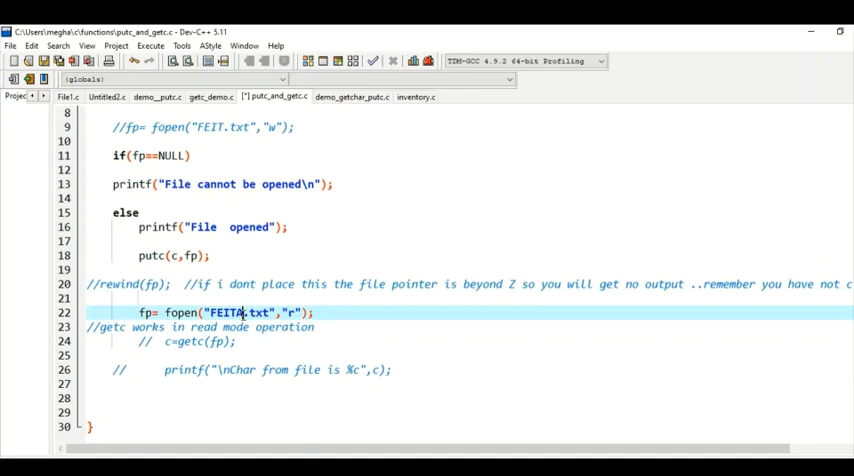 C:\Users\megha\c\functions\putc_and_getc.c - Dev-C++ 5.11
File Edit Search View Project Execute Tools AStyle Window Help
TDM-GCC 4.9.2 64-bit Profiling
(globals)
Projec File1.c Untitled2.c demo__putc.c getc_demo.c [*] putc_and_getc.c demo_getchar_putc.c inventory.c
8
9 //fp= fopen("FEIT.txt","w");
10
11 if(fp==NULL)
12
13 printf("File cannot be opened\n");
14
15 else
16 printf("File  opened");
17
18 putc(c,fp);
19
20 //rewind(fp);  //if i dont place this the file pointer is beyond Z so you will get no output ..remember you have not c
21
22 fp= fopen("FEITA.txt","r");
23 //getc works in read mode operation
24 //  c=getc(fp);
25
26 // printf("\nChar from file is %c",c);
27
28
29
30 }